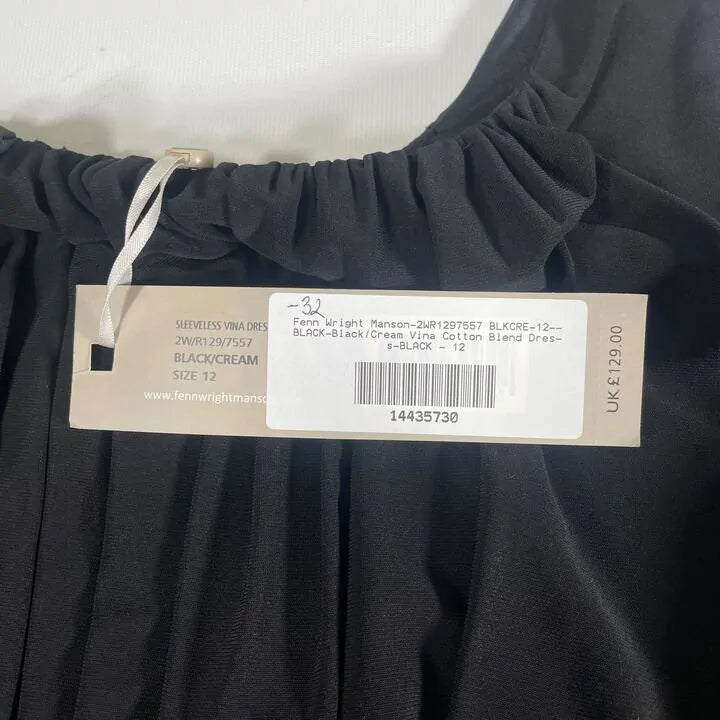 SLEEVELESS VINA DRES
2W/R129/7557
BLACK/CREAM
SIZE 12
www.fennwrightmanso
-32
Fenn Wright Manson-2WR1297557 BLKCRE-12--
BLACK-Black/Cream Vina Cotton Blend Dres-
s-BLACK - 12
14435730
UK £129.00